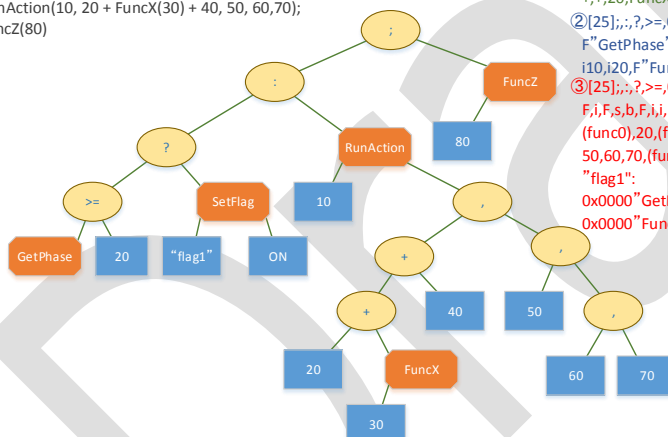 nAction(10, 20 + FuncX(30) + 40, 50, 60,70);
ncZ(80)
②[25];,:,?,>=,
F"GetPhase"
i10,i20,F"Fun
③[25];,:,?,>=,
F,i,F,s,b,F,i,i,
(func0),20,(f
50,60,70,(fun
"flag1":
0x0000"Get
0x0000"Fun
;
:
FuncZ
?
RunAction
80
>=
SetFlag
10
,
GetPhase
20
"flag1"
ON
+
,
+
40
50
,
20
FuncX
60
70
30